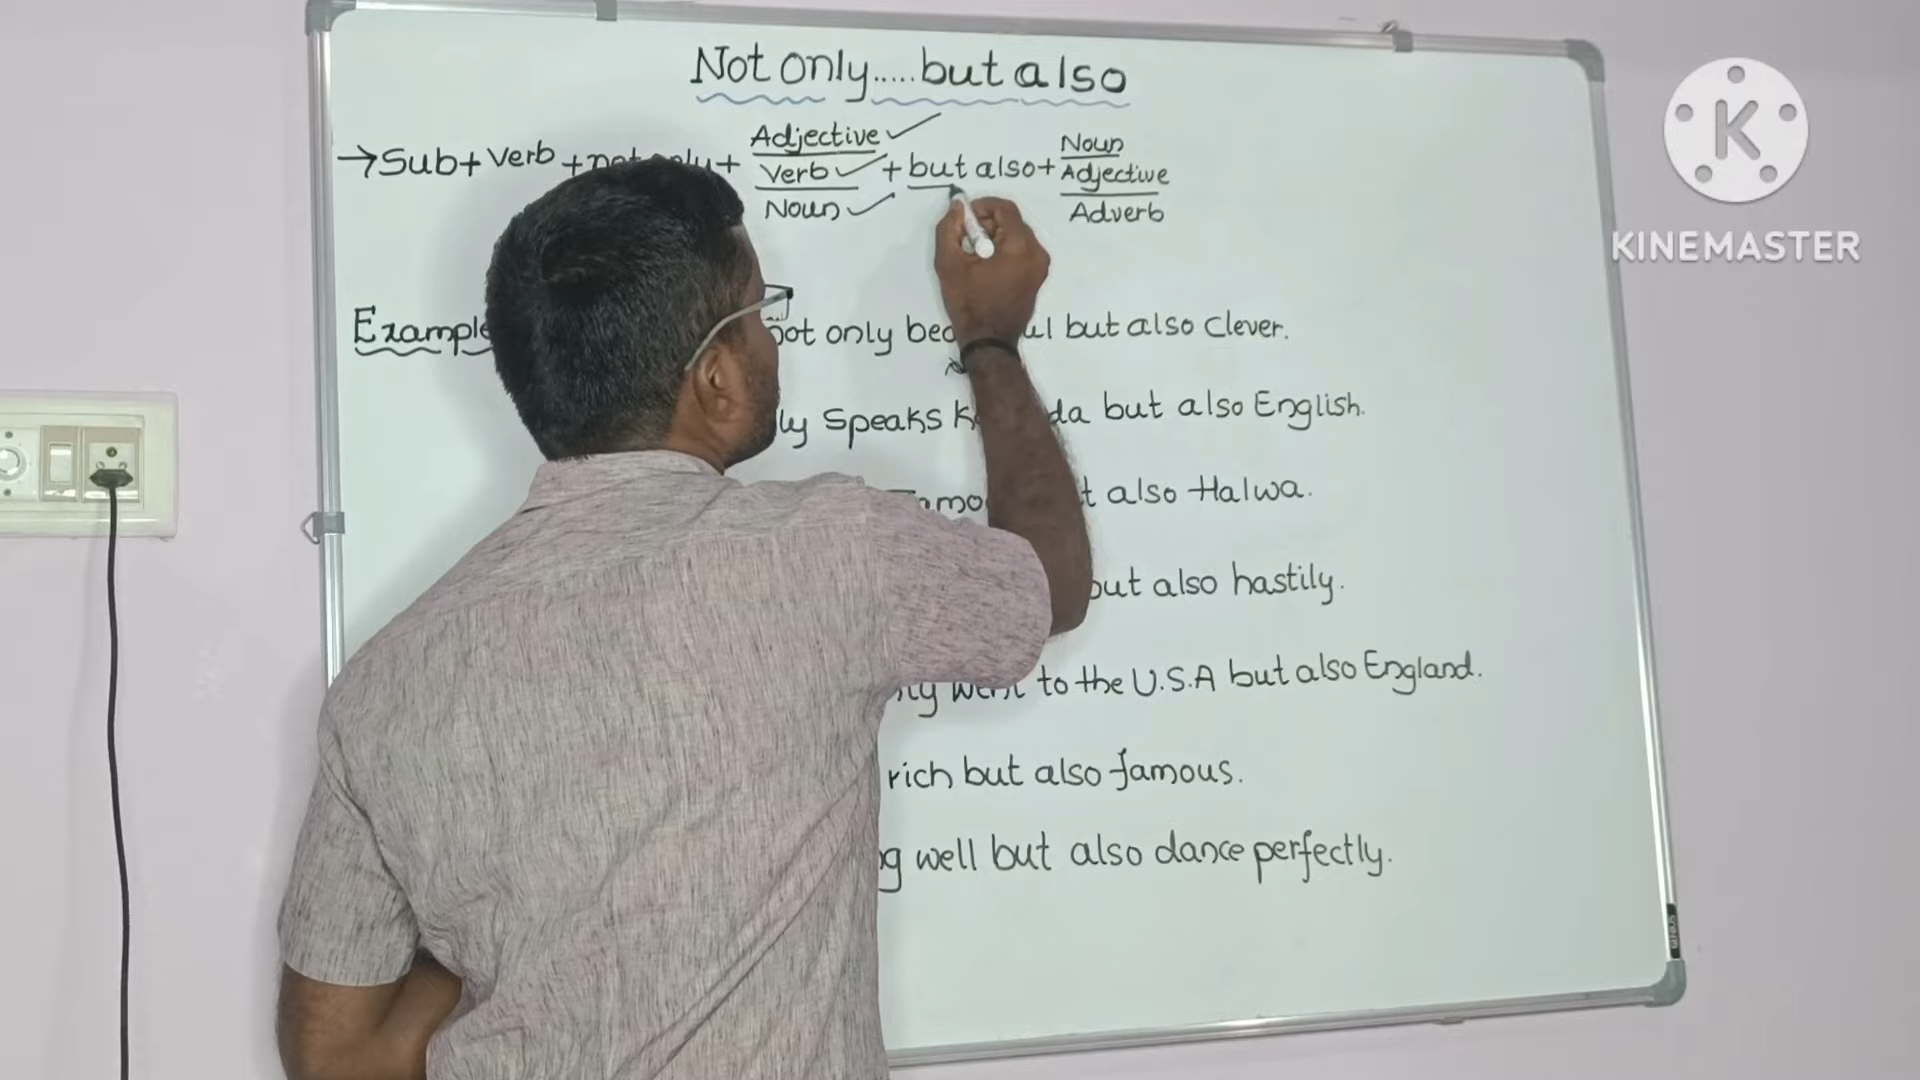 Not only.....but also
Adjective
Noun
→Sub+Verb+not only+ Verb +but also+ Adjective
Noun
Adverb
Example
not only beautiful but also clever.
ly Speaks but also English.
also Halwa.
but also hastily.
went to the U.S.A but also England.
rich but also famous.
well but also dance perfectly.
K
KINEMASTER
GENIUS